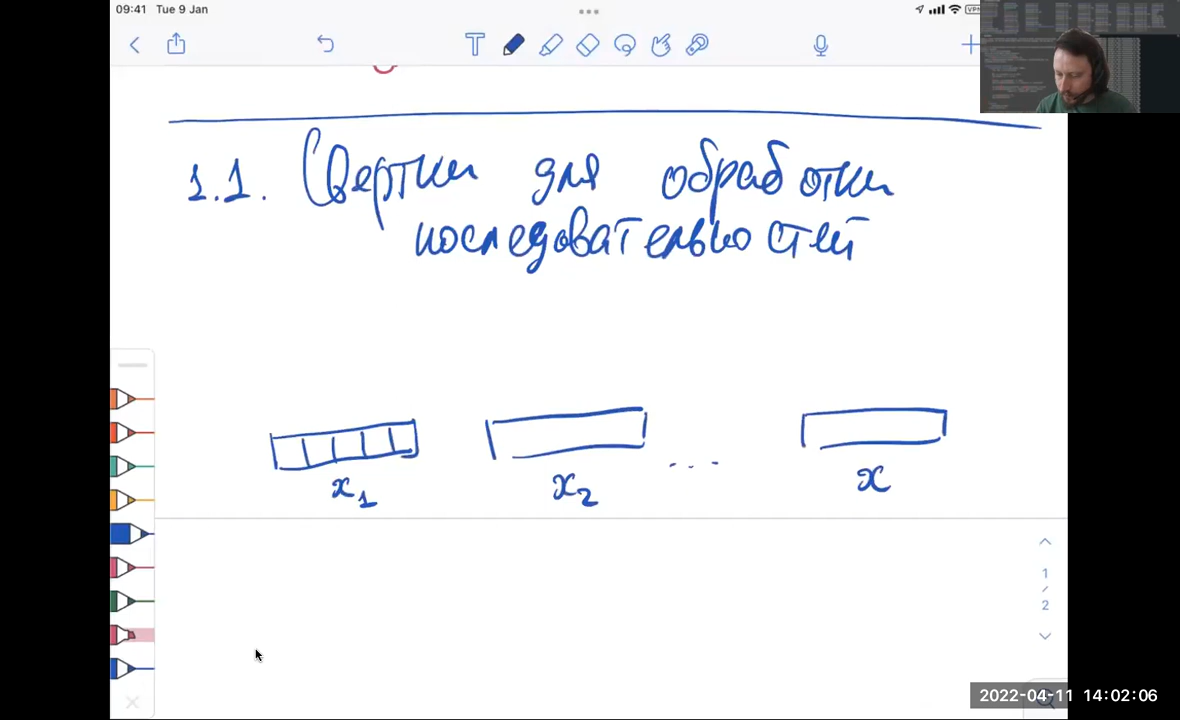 09:41 Tue 9 Jan
VPN
1.1. Свертки для обработки
последовательностей
x1 x2 ... x
1
/
2
2022-04-11 14:02:06